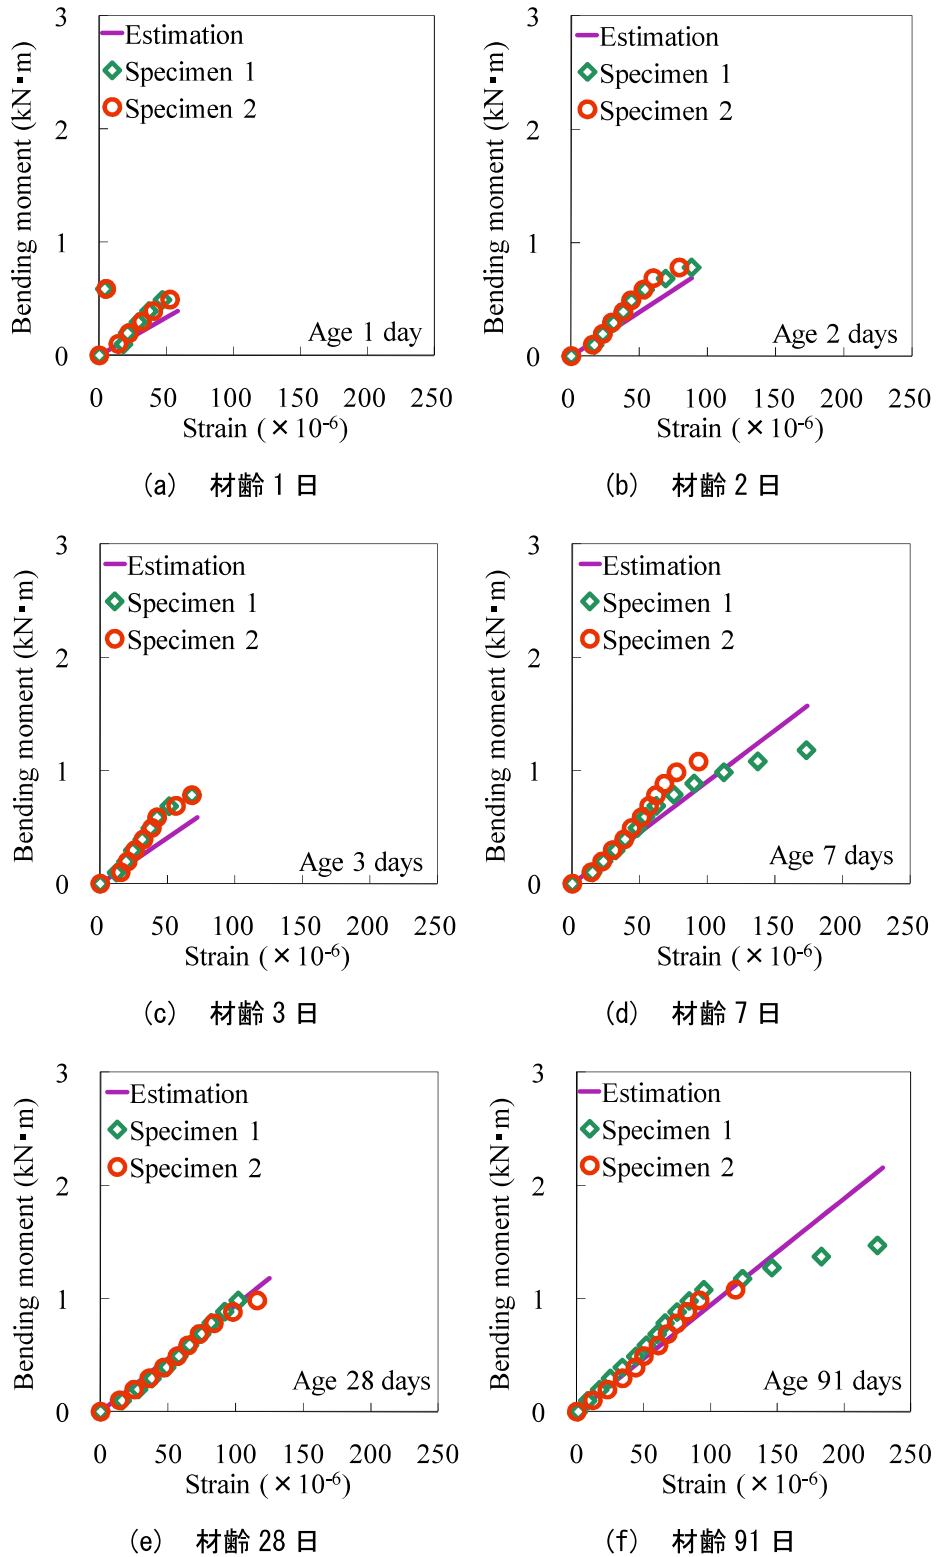 3
2
1
0
Bending moment (kN・m)
Estimation
Specimen 1
Specimen 2
Age 1 day
0 50 100 150 200 250
Strain (×10-6)
(a) 材齢 1 日
3
2
1
0
Bending moment (kN・m)
Estimation
Specimen 1
Specimen 2
Age 2 days
0 50 100 150 200 250
Strain (×10-6)
(b) 材齢 2 日
3
2
1
0
Bending moment (kN・m)
Estimation
Specimen 1
Specimen 2
Age 3 days
0 50 100 150 200 250
Strain (×10-6)
(c) 材齢 3 日
3
2
1
0
Bending moment (kN・m)
Estimation
Specimen 1
Specimen 2
Age 7 days
0 50 100 150 200 250
Strain (×10-6)
(d) 材齢 7 日
3
2
1
0
Bending moment (kN・m)
Estimation
Specimen 1
Specimen 2
Age 28 days
0 50 100 150 200 250
Strain (×10-6)
(e) 材齢 28 日
3
2
1
0
Bending moment (kN・m)
Estimation
Specimen 1
Specimen 2
Age 91 days
0 50 100 150 200 250
Strain (×10-6)
(f) 材齢 91 日